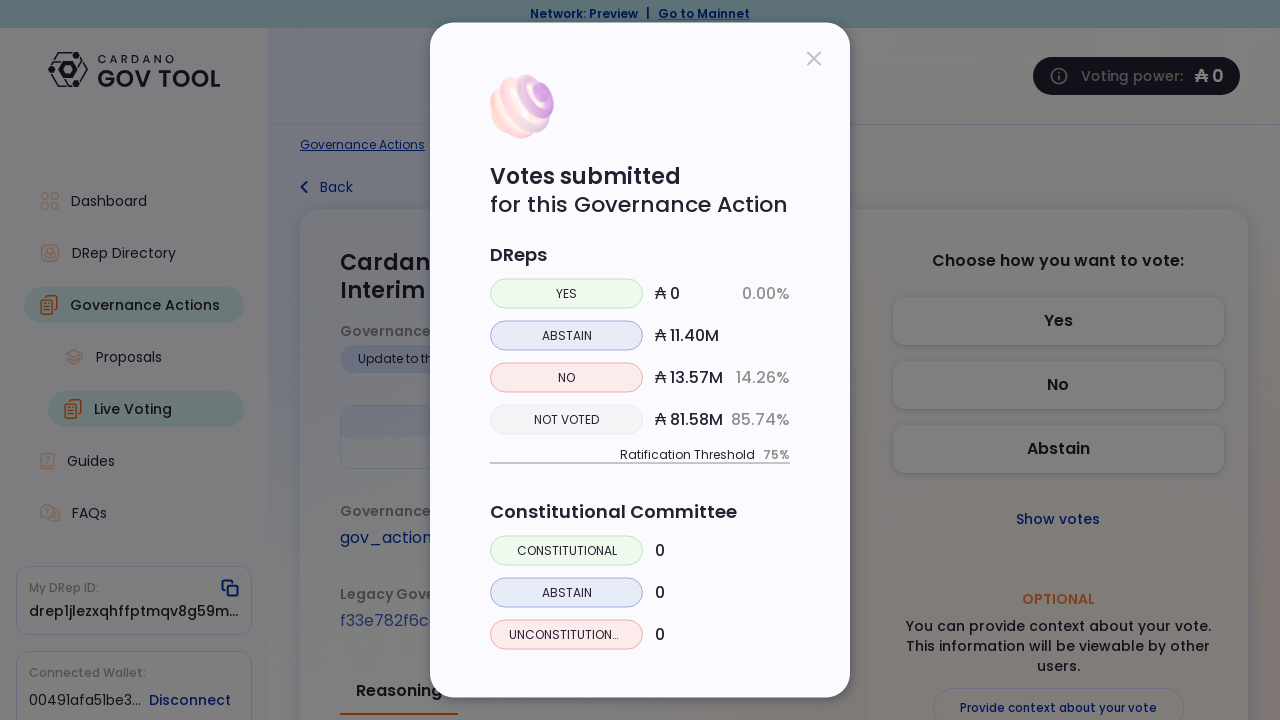 Network: Preview | Go to Mainnet
CARDANO
GOV TOOL
Voting power: ₳ 0
Governance Actions
Back
Dashboard
DRep Directory
Governance Actions
Proposals
Live Voting
Guides
FAQs
My DRep ID:
drep1jlezxqhffptmqv8g59m...
Connected Wallet:
00491afa51be3... Disconnect
Cardan
Interim
Governance
Update to th
Governance
gov_action
Legacy Gove
f33e782f6c
Reasoning
Votes submitted
for this Governance Action
DReps
YES ₳ 0 0.00%
ABSTAIN ₳ 11.40M
NO ₳ 13.57M 14.26%
NOT VOTED ₳ 81.58M 85.74%
Ratification Threshold 75%
Constitutional Committee
CONSTITUTIONAL 0
ABSTAIN 0
UNCONSTITUTION... 0
Choose how you want to vote:
Yes
No
Abstain
Show votes
OPTIONAL
You can provide context about your vote.
This information will be viewable by other
users.
Provide context about your vote